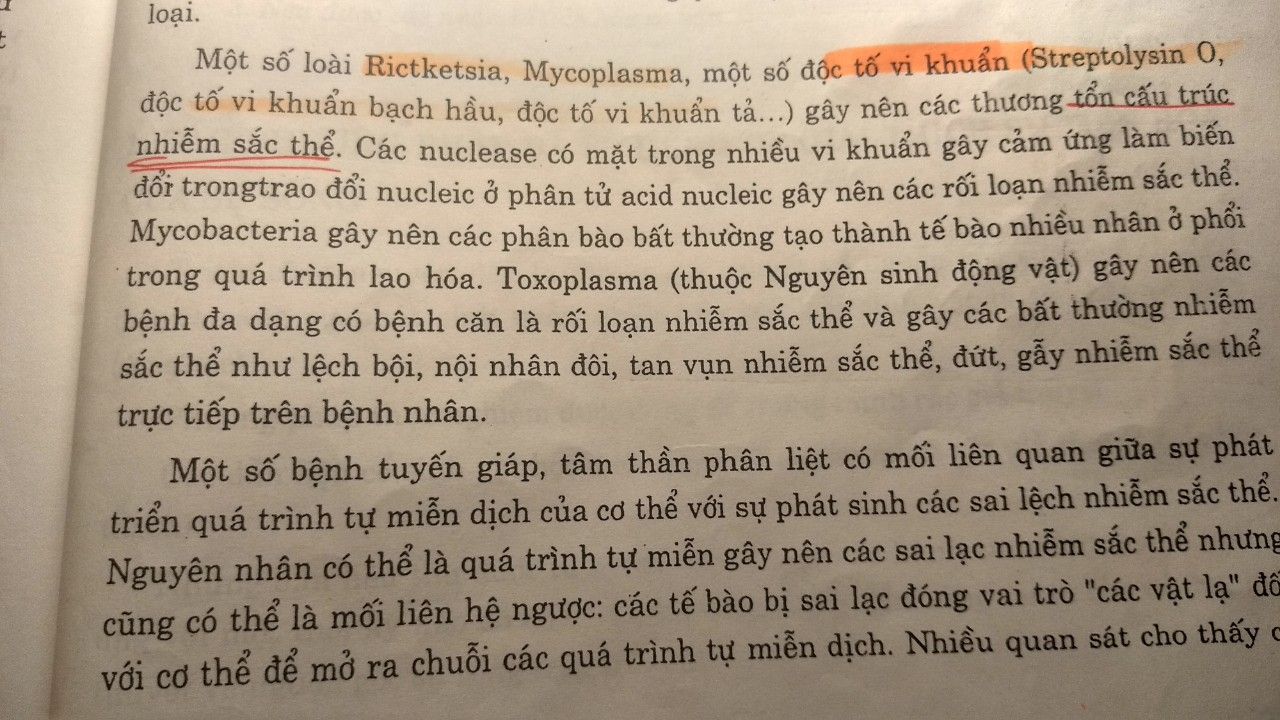 loại.
Một số loài Rictketsia, Mycoplasma, một số độc tố vi khuẩn (Streptolysin O,
độc tố vi khuẩn bạch hầu, độc tố vi khuẩn tả...) gây nên các thương tổn cấu trúc
nhiễm sắc thể. Các nuclease có mặt trong nhiều vi khuẩn gây cảm ứng làm biến
đổi trongtrao đổi nucleic ở phân tử acid nucleic gây nên các rối loạn nhiễm sắc thể.
Mycobacteria gây nên các phân bào bất thường tạo thành tế bào nhiều nhân ở phổi
trong quá trình lao hóa. Toxoplasma (thuộc Nguyên sinh động vật) gây nên các
bệnh đa dạng có bệnh căn là rối loạn nhiễm sắc thể và gây các bất thường nhiễm
sắc thể như lệch bội, nội nhân đôi, tan vụn nhiễm sắc thể, đứt, gẫy nhiễm sắc thể
trực tiếp trên bệnh nhân.
Một số bệnh tuyến giáp, tâm thần phân liệt có mối liên quan giữa sự phát
triển quá trình tự miễn dịch của cơ thể với sự phát sinh các sai lệch nhiễm sắc thể.
Nguyên nhân có thể là quá trình tự miễn gây nên các sai lạc nhiễm sắc thể nhưng
cũng có thể là mối liên hệ ngược: các tế bào bị sai lạc đóng vai trò "các vật lạ"
với cơ thể để mở ra chuỗi các quá trình tự miễn dịch. Nhiều quan sát cho thấy